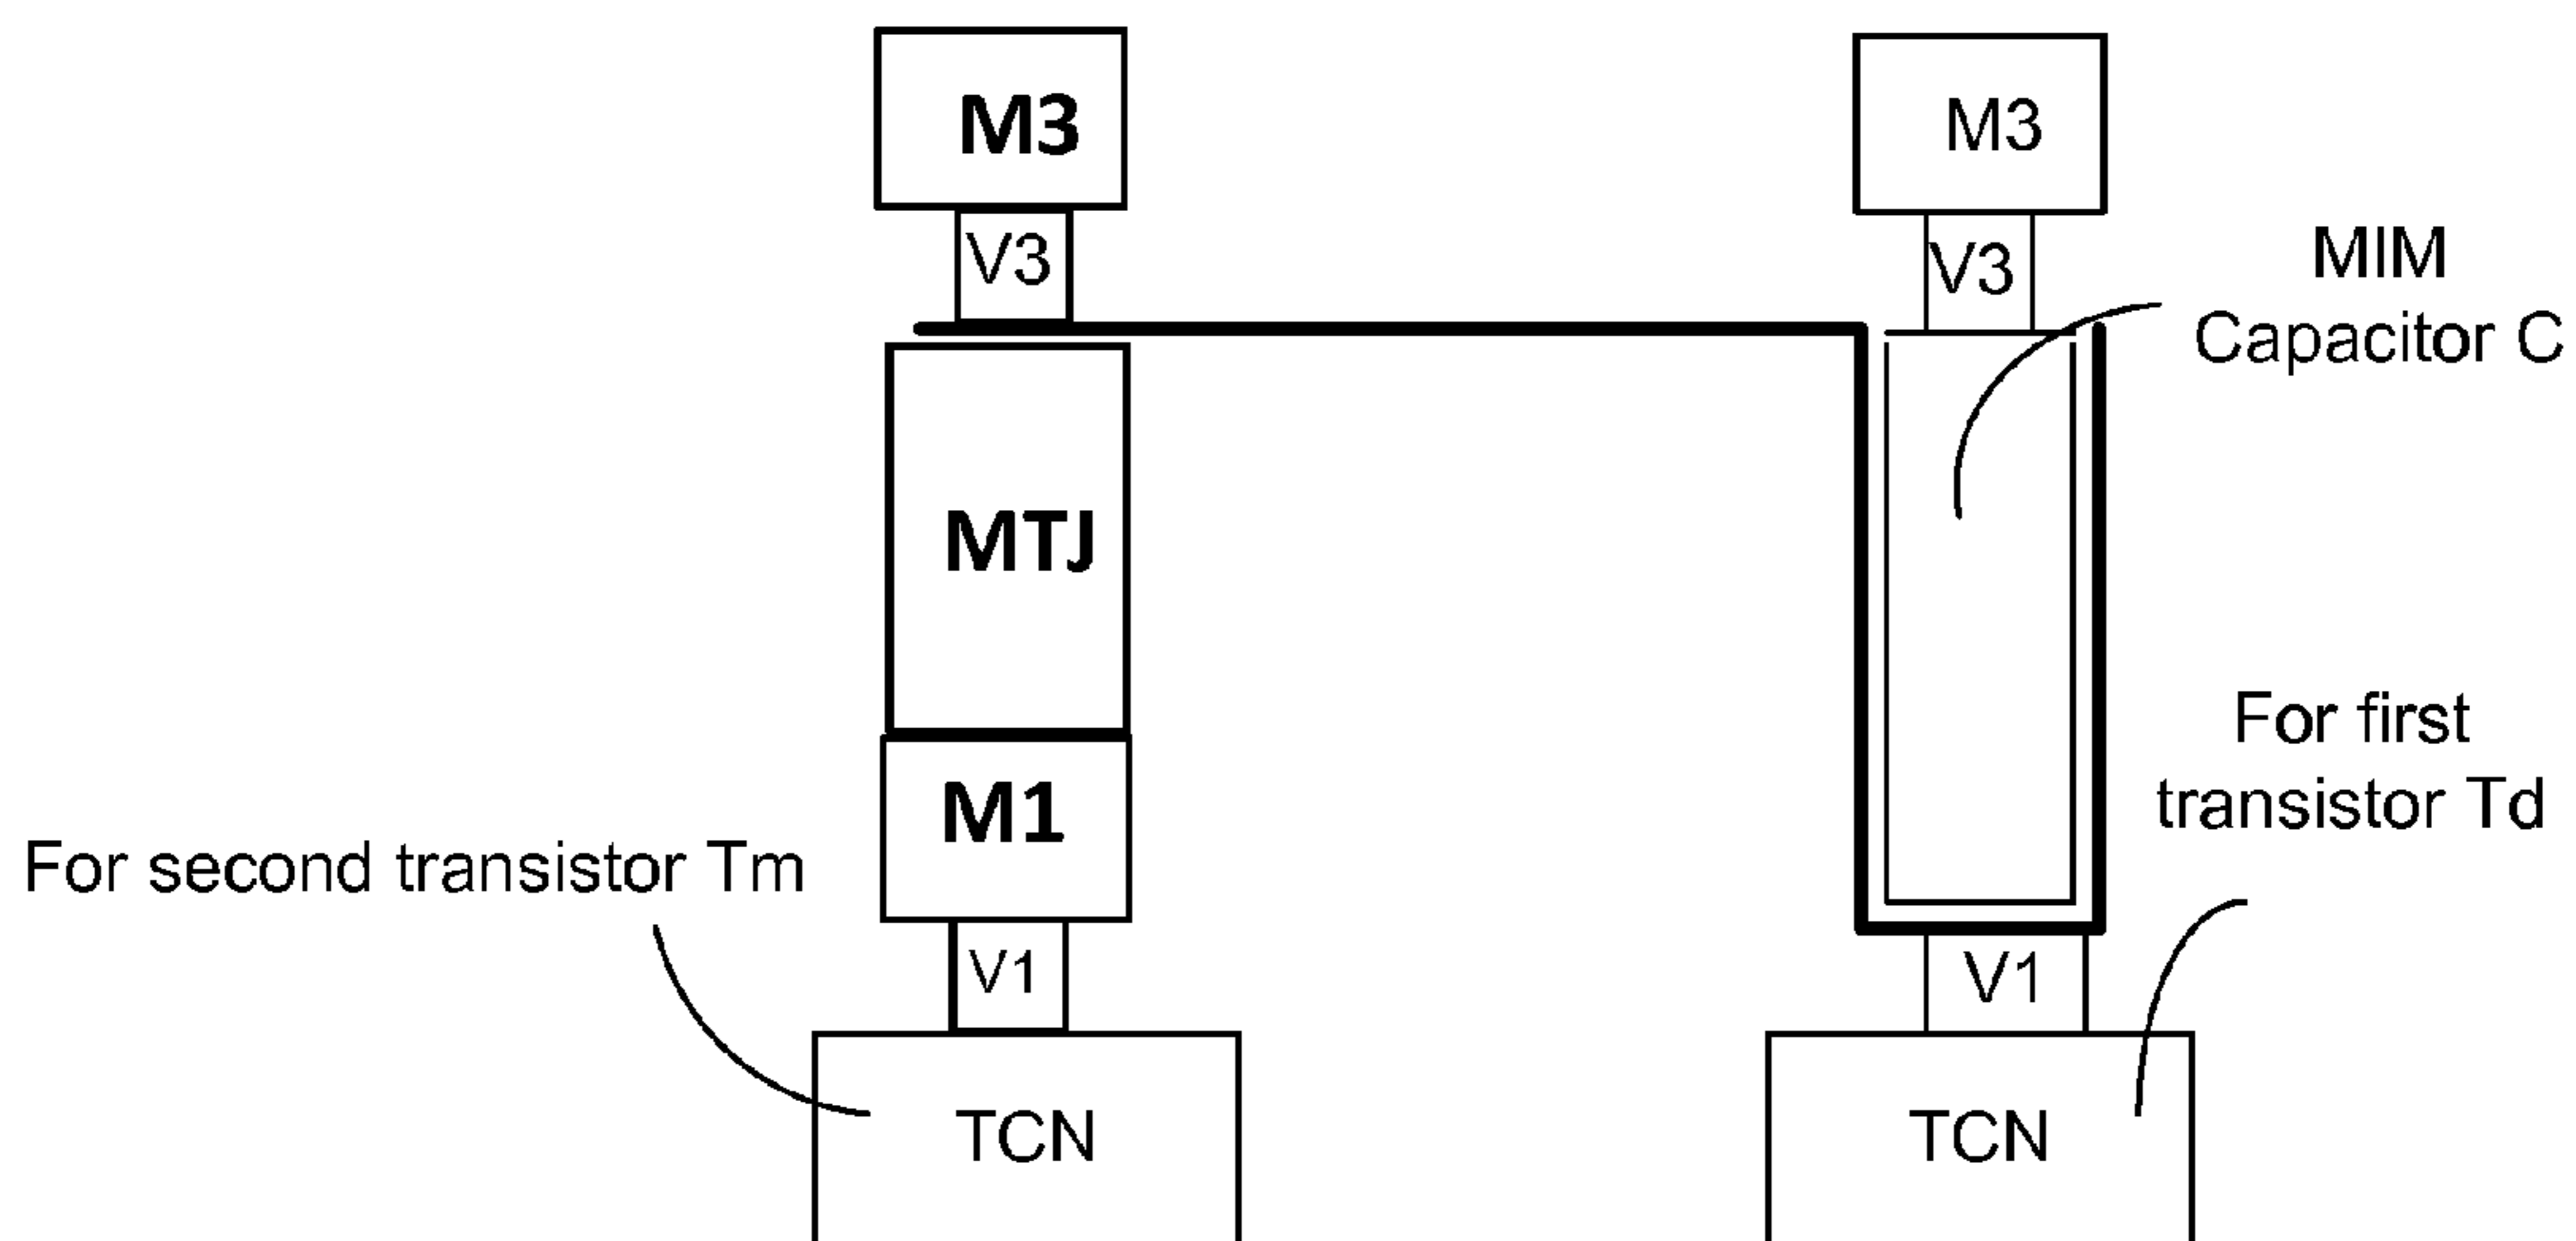 M3
M3
V3
V3
MIM
Capacitor C
MTJ
For first
transistor Td
M1
For second transistor Tm
V1
V1
TCN
TCN